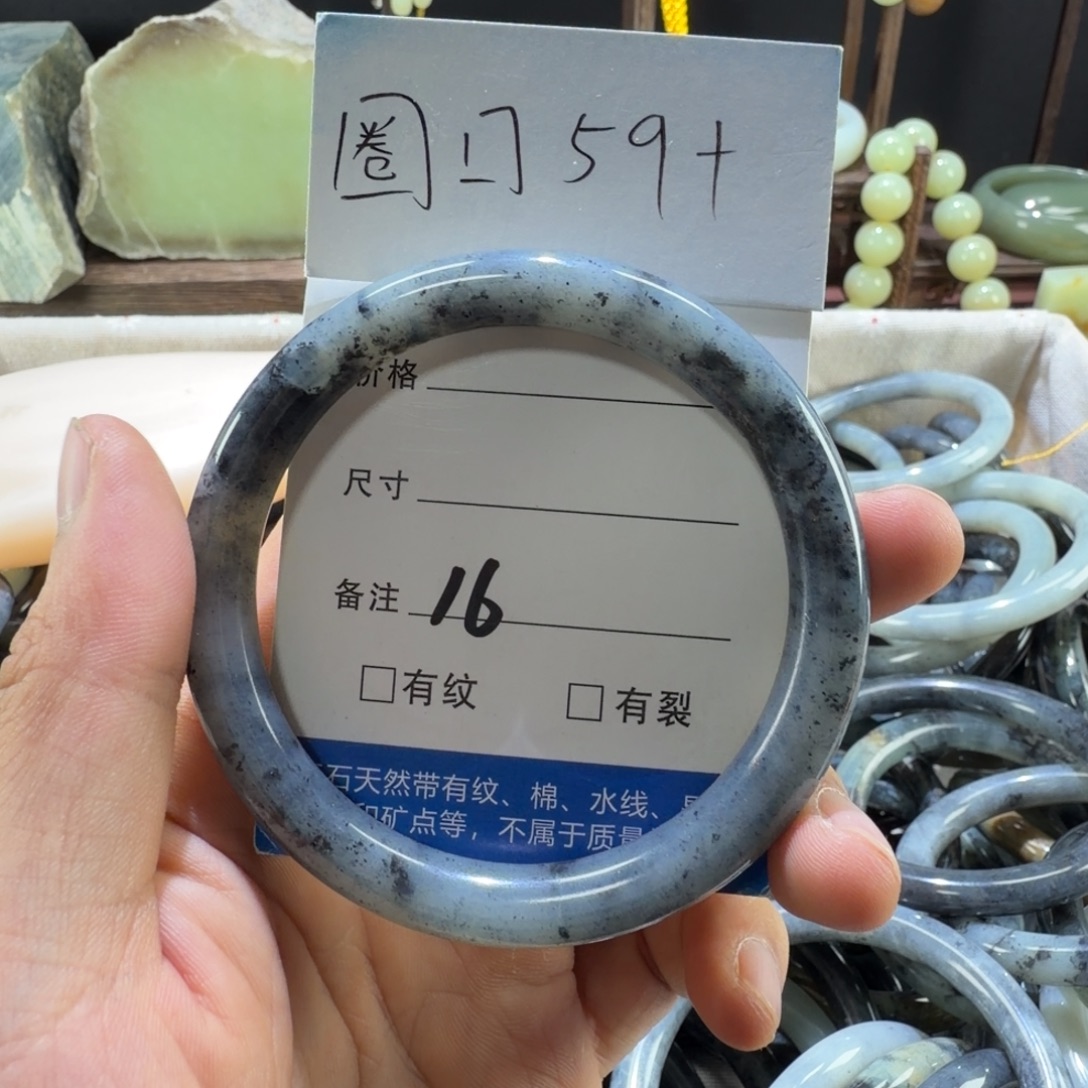 圈口59+
价格
尺寸
备注 16
□有纹 □有裂
石天然带有纹、棉、水线、
和矿点等，不属于质量